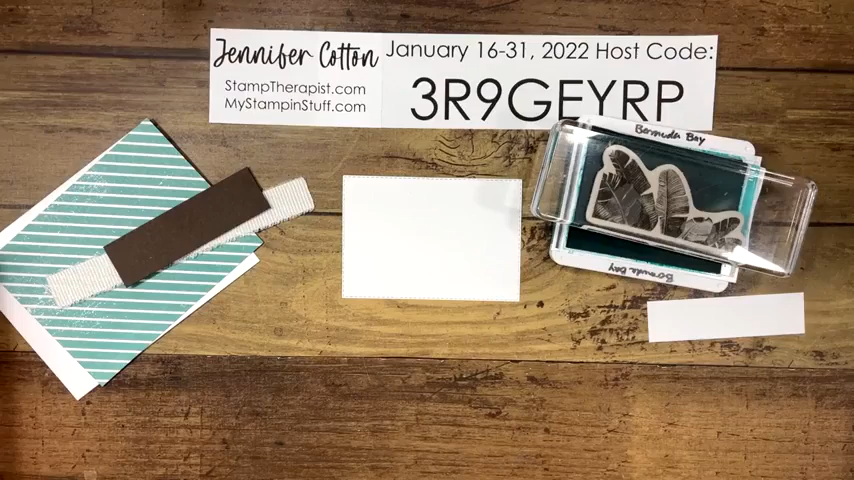 Jennifer Cotton
StampTherapist.com
MyStampinStuff.com
January 16-31, 2022 Host Code:
3R9GEYRP
Bermuda Bay
Bermuda Bay